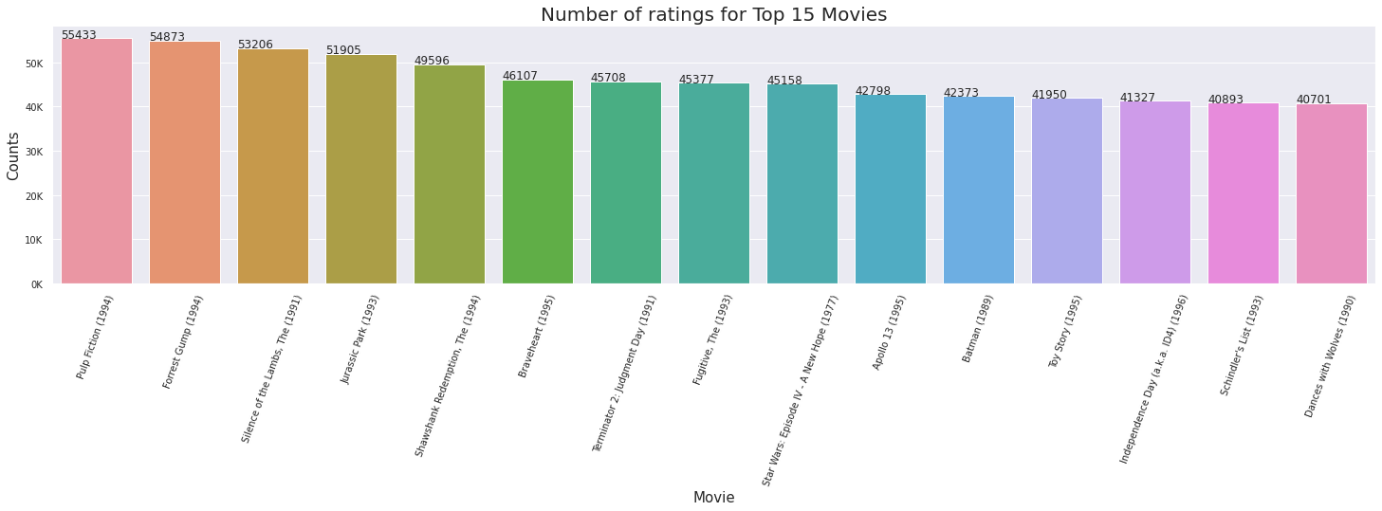 Number of ratings for Top 15 Movies
Counts
50K
40K
30K
20K
10K
0K
55433
54873
53206
51905
49596
46107
45708
45377
45158
42798
42373
41950
41327
40893
40701
Pulp Fiction (1994)
Forrest Gump (1994)
Silence of the Lambs, The (1991)
Jurassic Park (1993)
Shawshank Redemption, The (1994)
Braveheart (1995)
Terminator 2: Judgment Day (1991)
Fugitive, The (1993)
Star Wars: Episode IV - A New Hope (1977)
Apollo 13 (1995)
Batman (1989)
Toy Story (1995)
Independence Day (a.k.a. ID4) (1996)
Schindler's List (1993)
Dances with Wolves (1990)
Movie